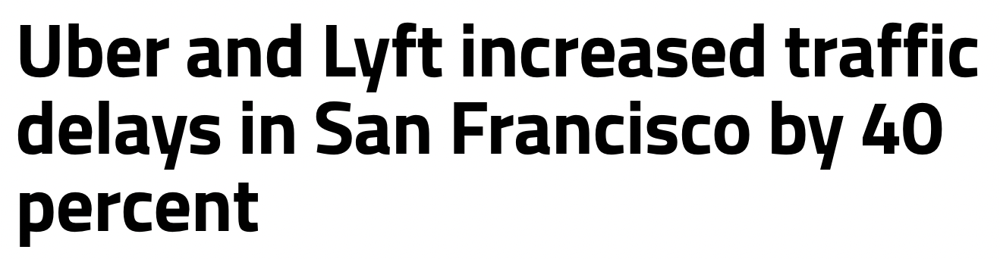 Uber and Lyft increased traffic
delays in San Francisco by 40
percent